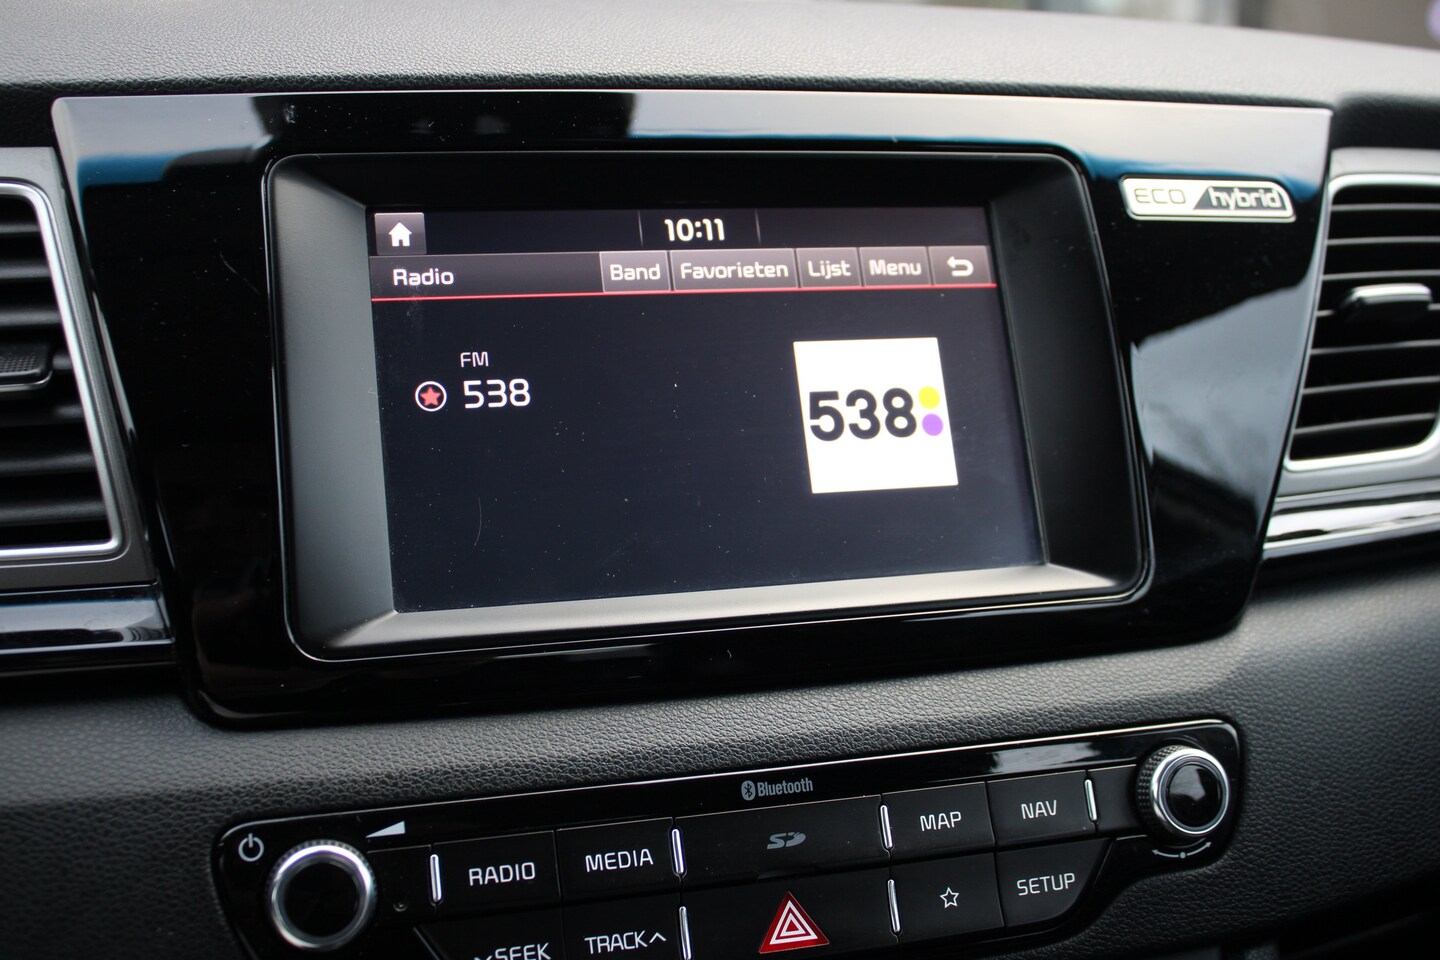 10:11
ECO hybrid
Radio Band Favorieten Lijst Menu
FM
538
538
Bluetooth
RADIO MEDIA SD MAP NAV
SEEK TRACK SETUP